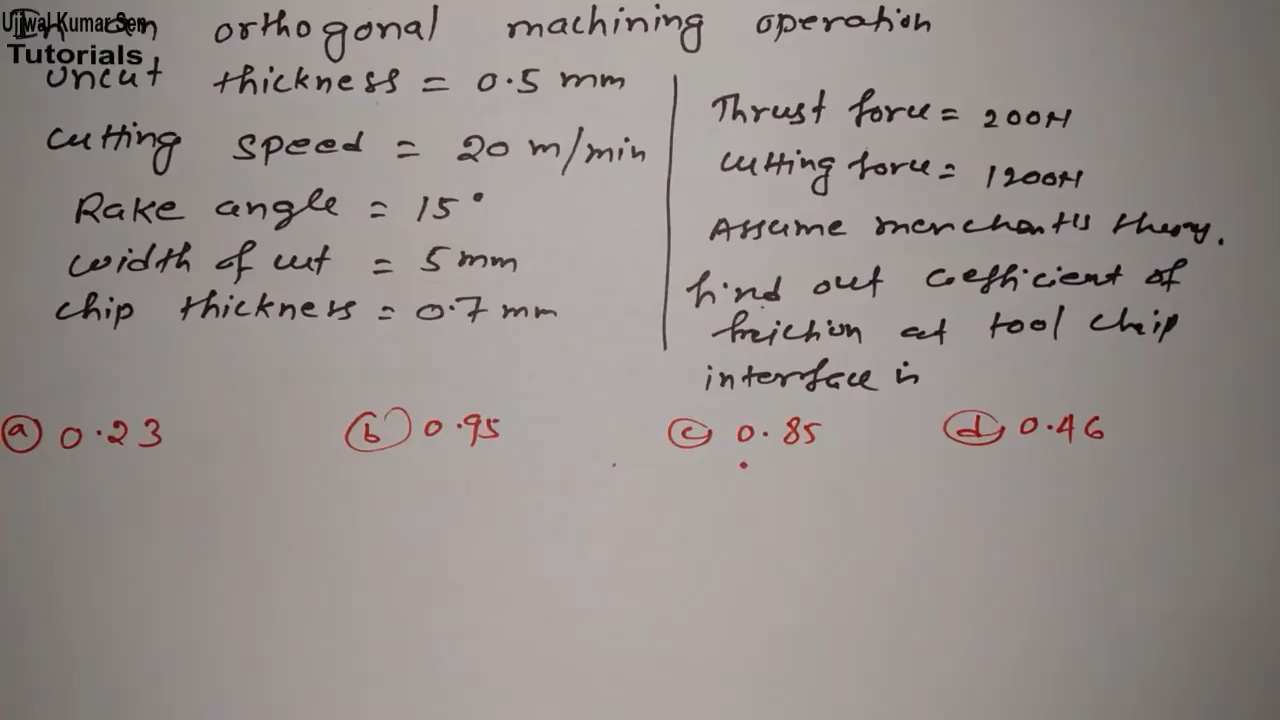 Ujjwal Kumar Sen
Tutorials
In an orthogonal machining operation
uncut thickness = 0.5 mm
cutting speed = 20 m/min
Rake angle = 15°
width of cut = 5 mm
chip thickness = 0.7 mm
Thrust force = 200N
cutting force = 1200N
Assume merchant's theory.
find out coefficient of
friction at tool chip
interface is
(a) 0.23
(b) 0.95
(c) 0.85
(d) 0.46